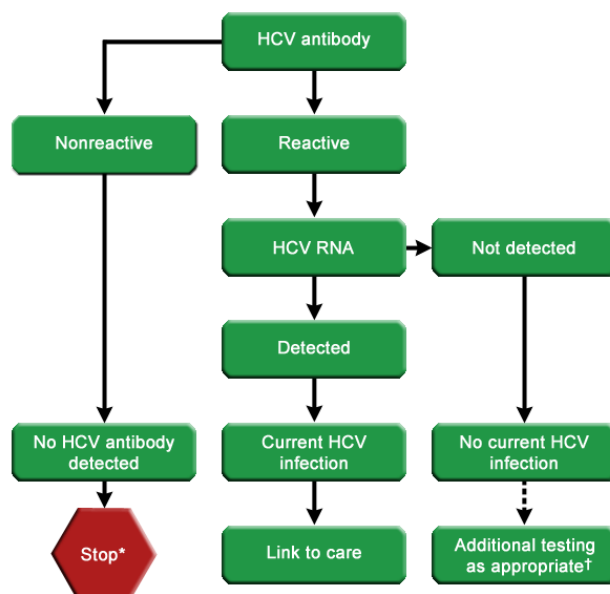 HCV antibody
Nonreactive
Reactive
HCV RNA
Not detected
Detected
No HCV antibody
detected
Current HCV
infection
No current HCV
infection
Stop*
Link to care
Additional testing
as appropriate†